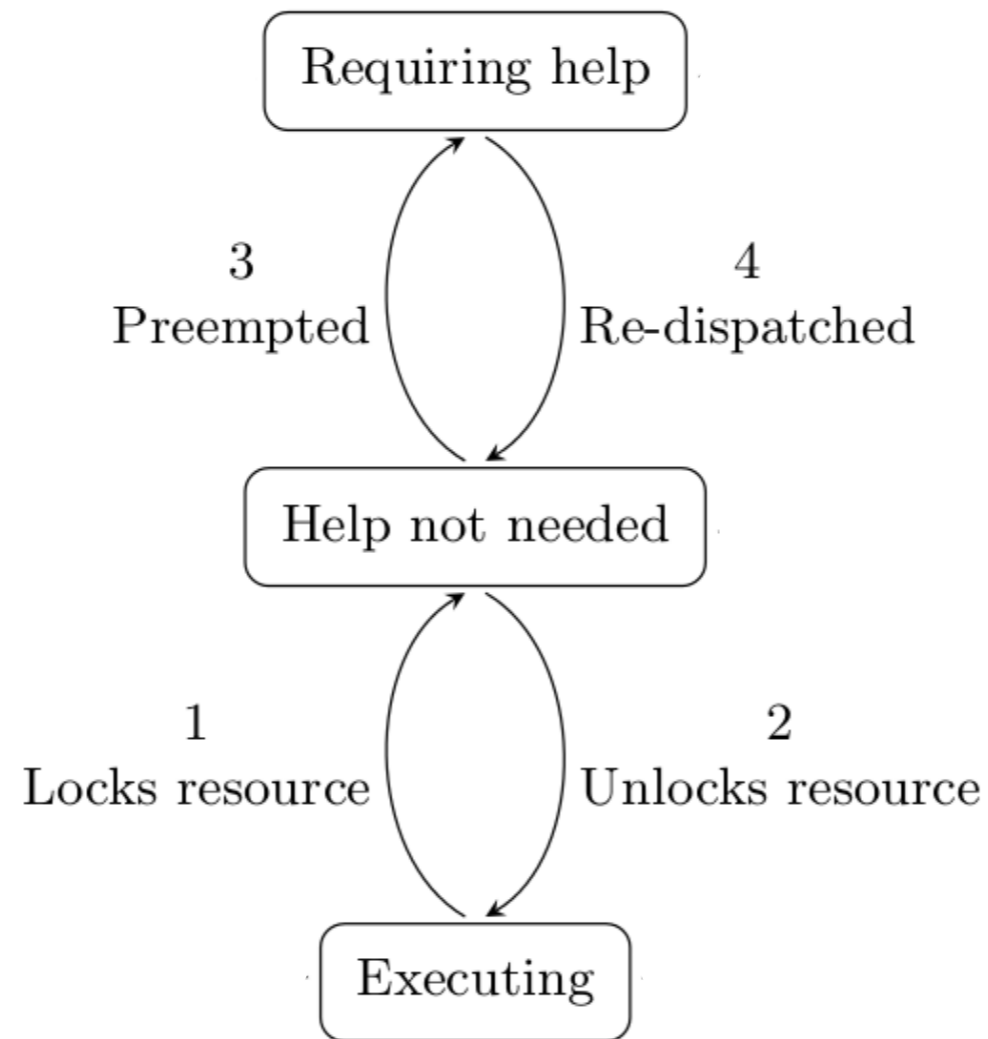 Requiring help
3
Preempted
4
Re-dispatched
Help not needed
1
Locks resource
2
Unlocks resource
Executing